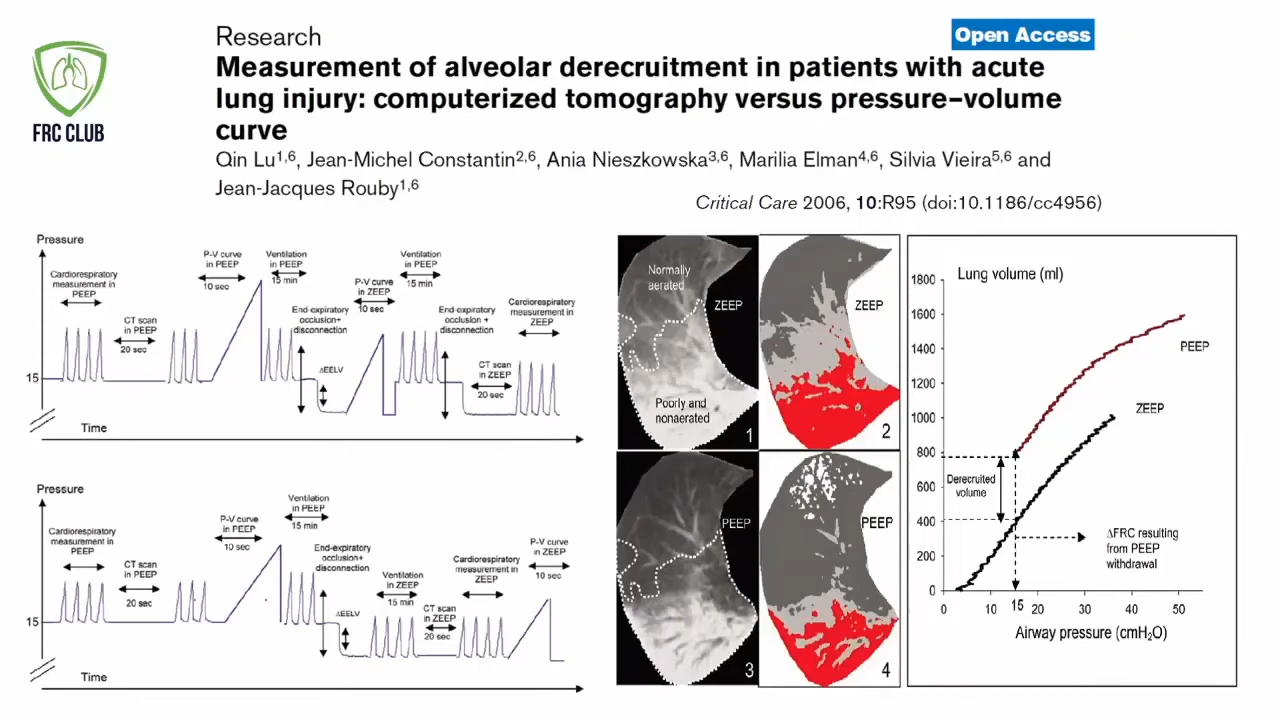 FRC CLUB
Research
Open Access
Measurement of alveolar derecruitment in patients with acute
lung injury: computerized tomography versus pressure–volume
curve
Qin Lu1,6, Jean-Michel Constantin2,6, Ania Nieszkowska3,6, Marilia Elman4,6, Silvia Vieira5,6 and
Jean-Jacques Rouby1,6
Critical Care 2006, 10:R95 (doi:10.1186/cc4956)
Pressure
Cardiorespiratory
measurement in
PEEP
CT scan
in PEEP
20 sec
P-V curve
in PEEP
10 sec
Ventilation
in PEEP
15 min
End-expiratory
occlusion+
disconnection
ΔEELV
P-V curve
in ZEEP
10 sec
Ventilation
in PEEP
15 min
End-expiratory
occlusion +
disconnection
CT scan
in ZEEP
20 sec
Cardiorespiratory
measurement in
ZEEP
15
Time
Pressure
Cardiorespiratory
measurement in
PEEP
CT scan
in PEEP
20 sec
P-V curve
in PEEP
10 sec
Ventilation
in PEEP
15 min
End-expiratory
occlusion+
disconnection
ΔEELV
Ventilation
in ZEEP
15 min
CT scan
in ZEEP
20 sec
Cardiorespiratory
measurement in
ZEEP
P-V curve
in ZEEP
10 sec
15
Time
Normally
aerated
ZEEP
Poorly and
nonaerated
1
ZEEP
2
PEEP
3
PEEP
4
Lung volume (ml)
1800
1600
1400
1200
1000
800
600
400
200
0
PEEP
ZEEP
Derecruited
volume
ΔFRC resulting
from PEEP
withdrawal
0 10 15 20 30 40 50
Airway pressure (cmH2O)